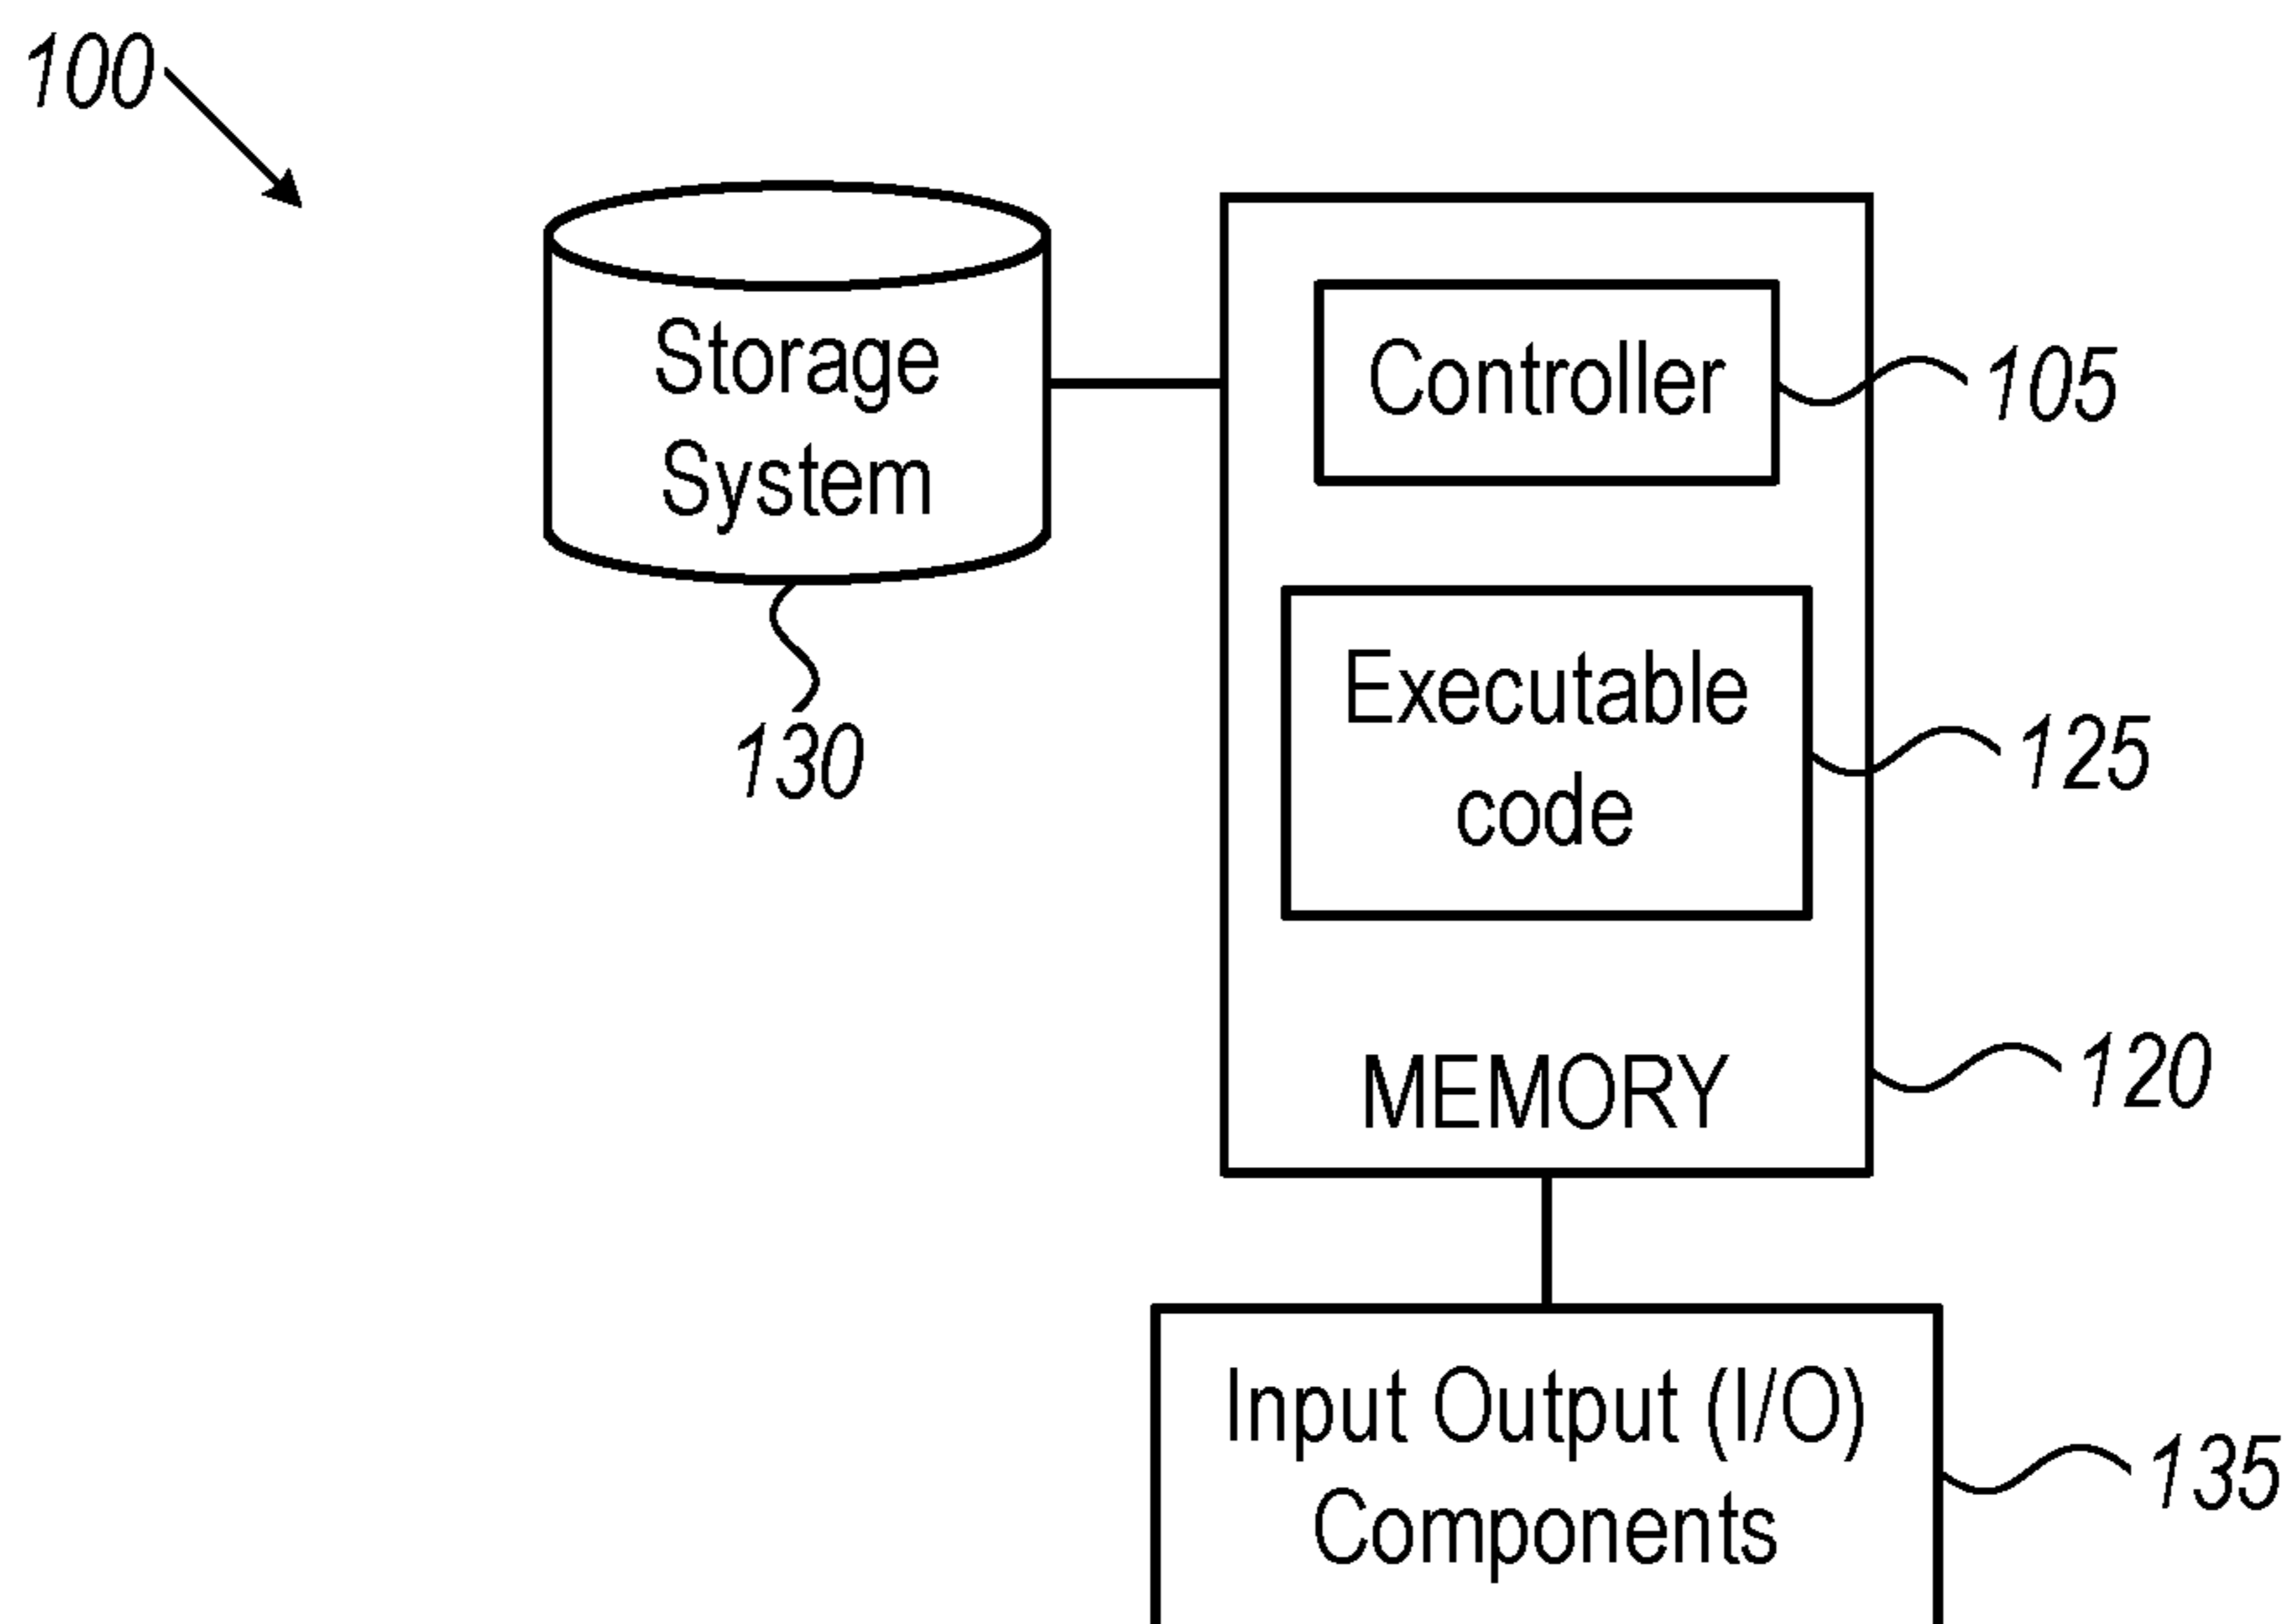 100
Storage
System
130
Controller
105
Executable
code
125
MEMORY
120
Input Output (I/O)
Components
135